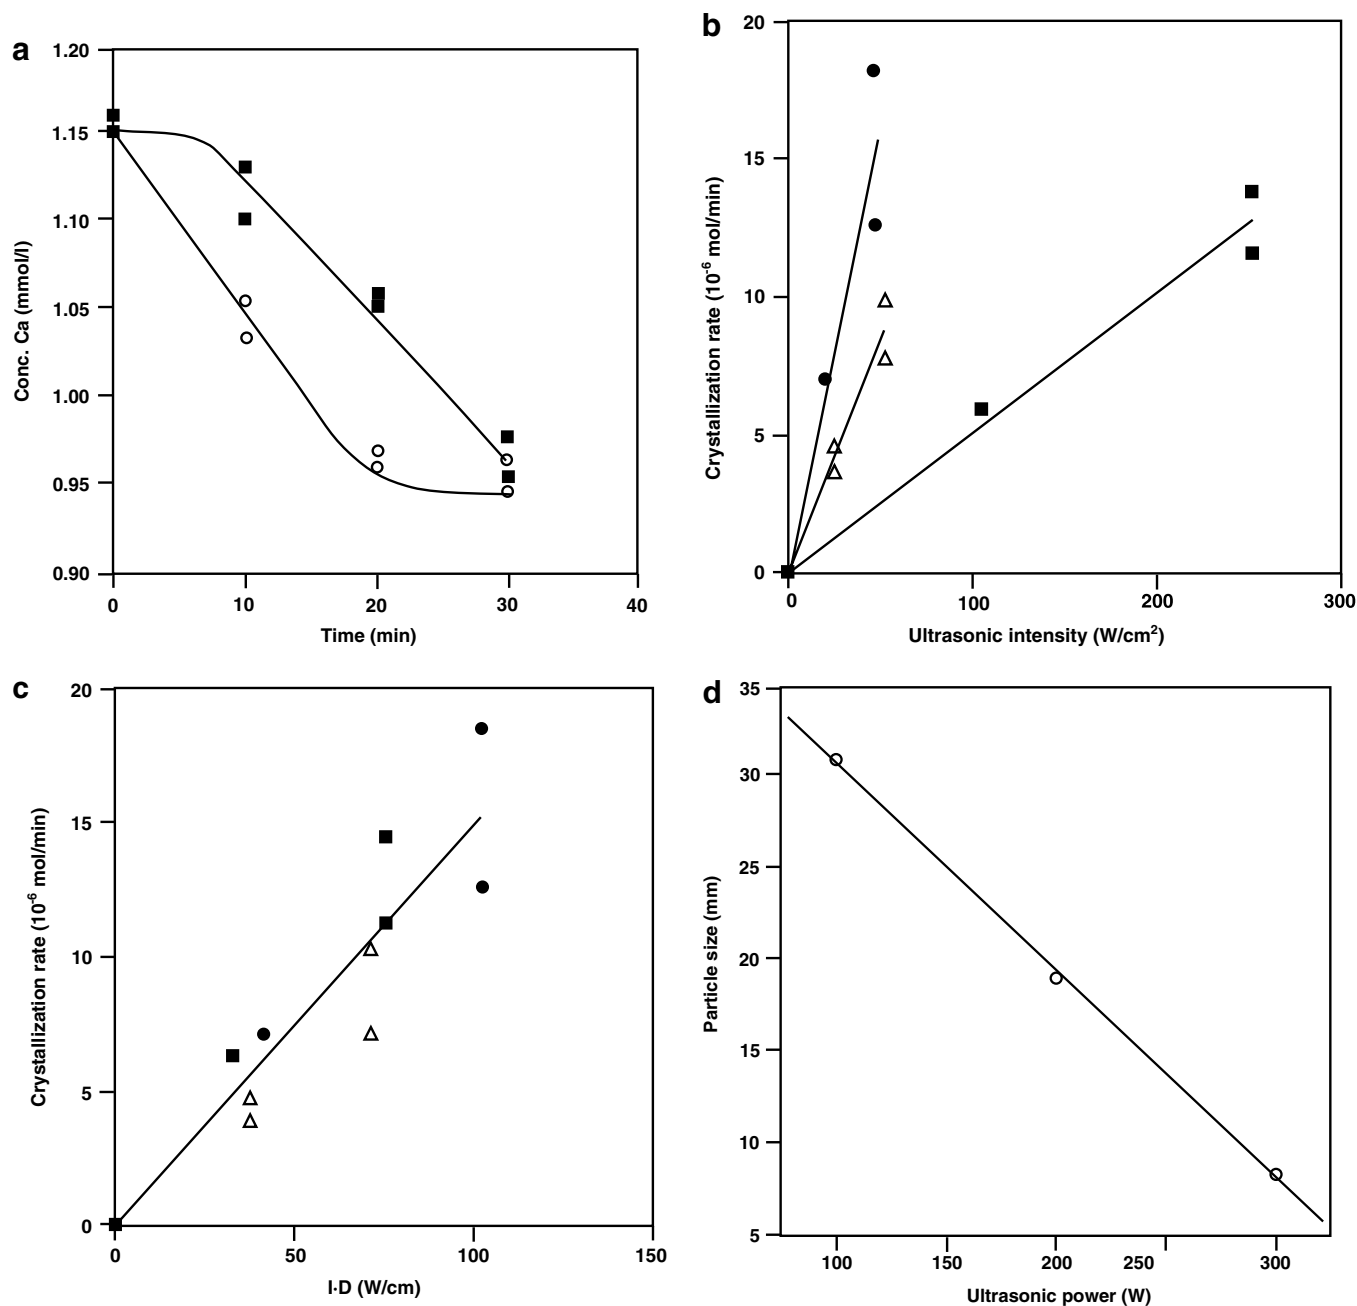 a
1.20
1.15
1.10
1.05
1.00
0.95
0.90
Conc. Ca (mmol/l)
0 10 20 30 40
Time (min)
b
20
15
10
5
0
Crystallization rate (10⁻⁶ mol/min)
0 100 200 300
Ultrasonic intensity (W/cm²)
c
20
15
10
5
0
Crystallization rate (10⁻⁶ mol/min)
0 50 100 150
I·D (W/cm)
d
35
30
25
20
15
10
5
Particle size (mm)
100 150 200 250 300
Ultrasonic power (W)